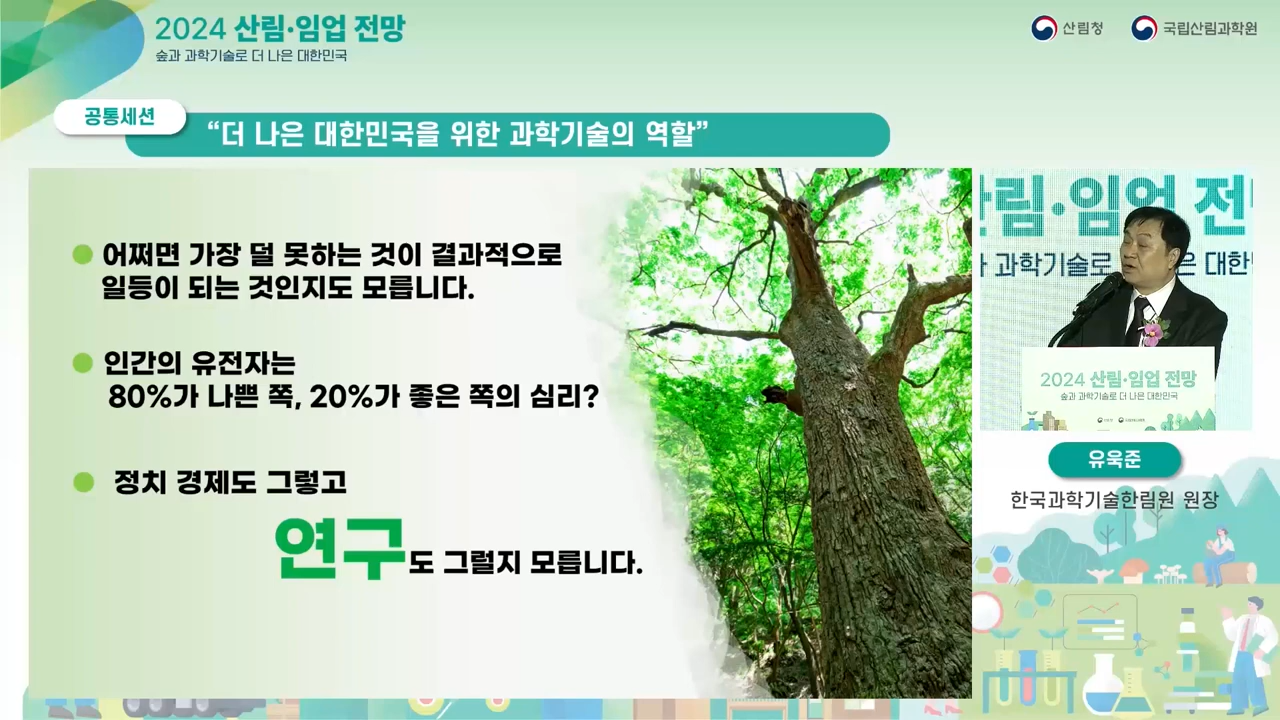 2024 산림·임업 전망
숲과 과학기술로 더 나은 대한민국
산림청
국립산림과학원
공통세션
“더 나은 대한민국을 위한 과학기술의 역할”
어쩌면 가장 덜 못하는 것이 결과적으로
일등이 되는 것인지도 모릅니다.
인간의 유전자는
80%가 나쁜 쪽, 20%가 좋은 쪽의 심리?
정치 경제도 그렇고
연구도 그럴지 모릅니다.
산림·임업 전망
과학기술로 은 대한
2024 산림·임업 전망
숲과 과학기술로 더 나은 대한민국
유욱준
한국과학기술한림원 원장